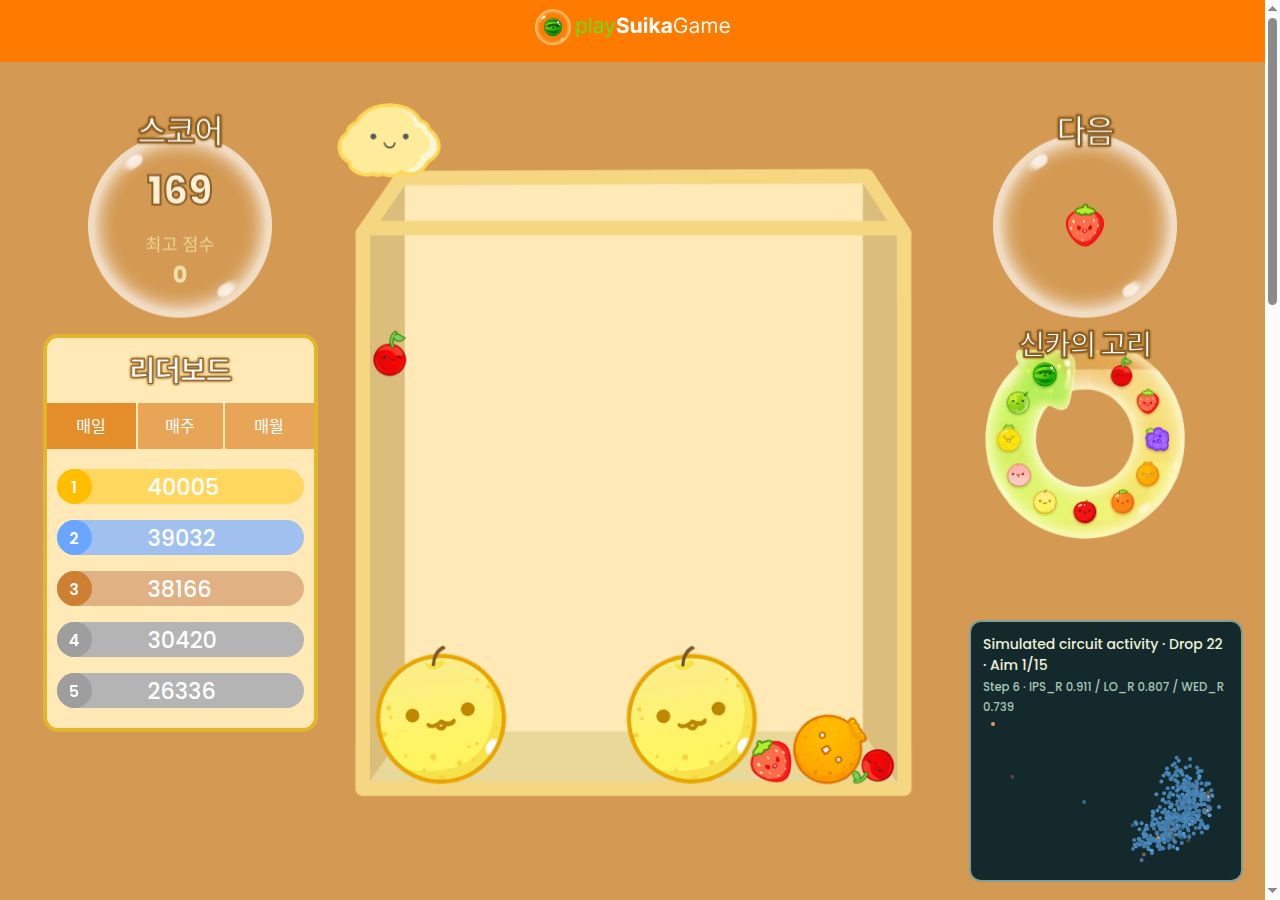 playSuikaGame
스코어
169
최고 점수
0
다음
신카의 고리
리더보드
매일 매주 매월
1 40005
2 39032
3 38166
4 30420
5 26336
Simulated circuit activity · Drop 22
· Aim 1/15
Step 6 · IPS_R 0.911 / LO_R 0.807 / WED_R
0.739